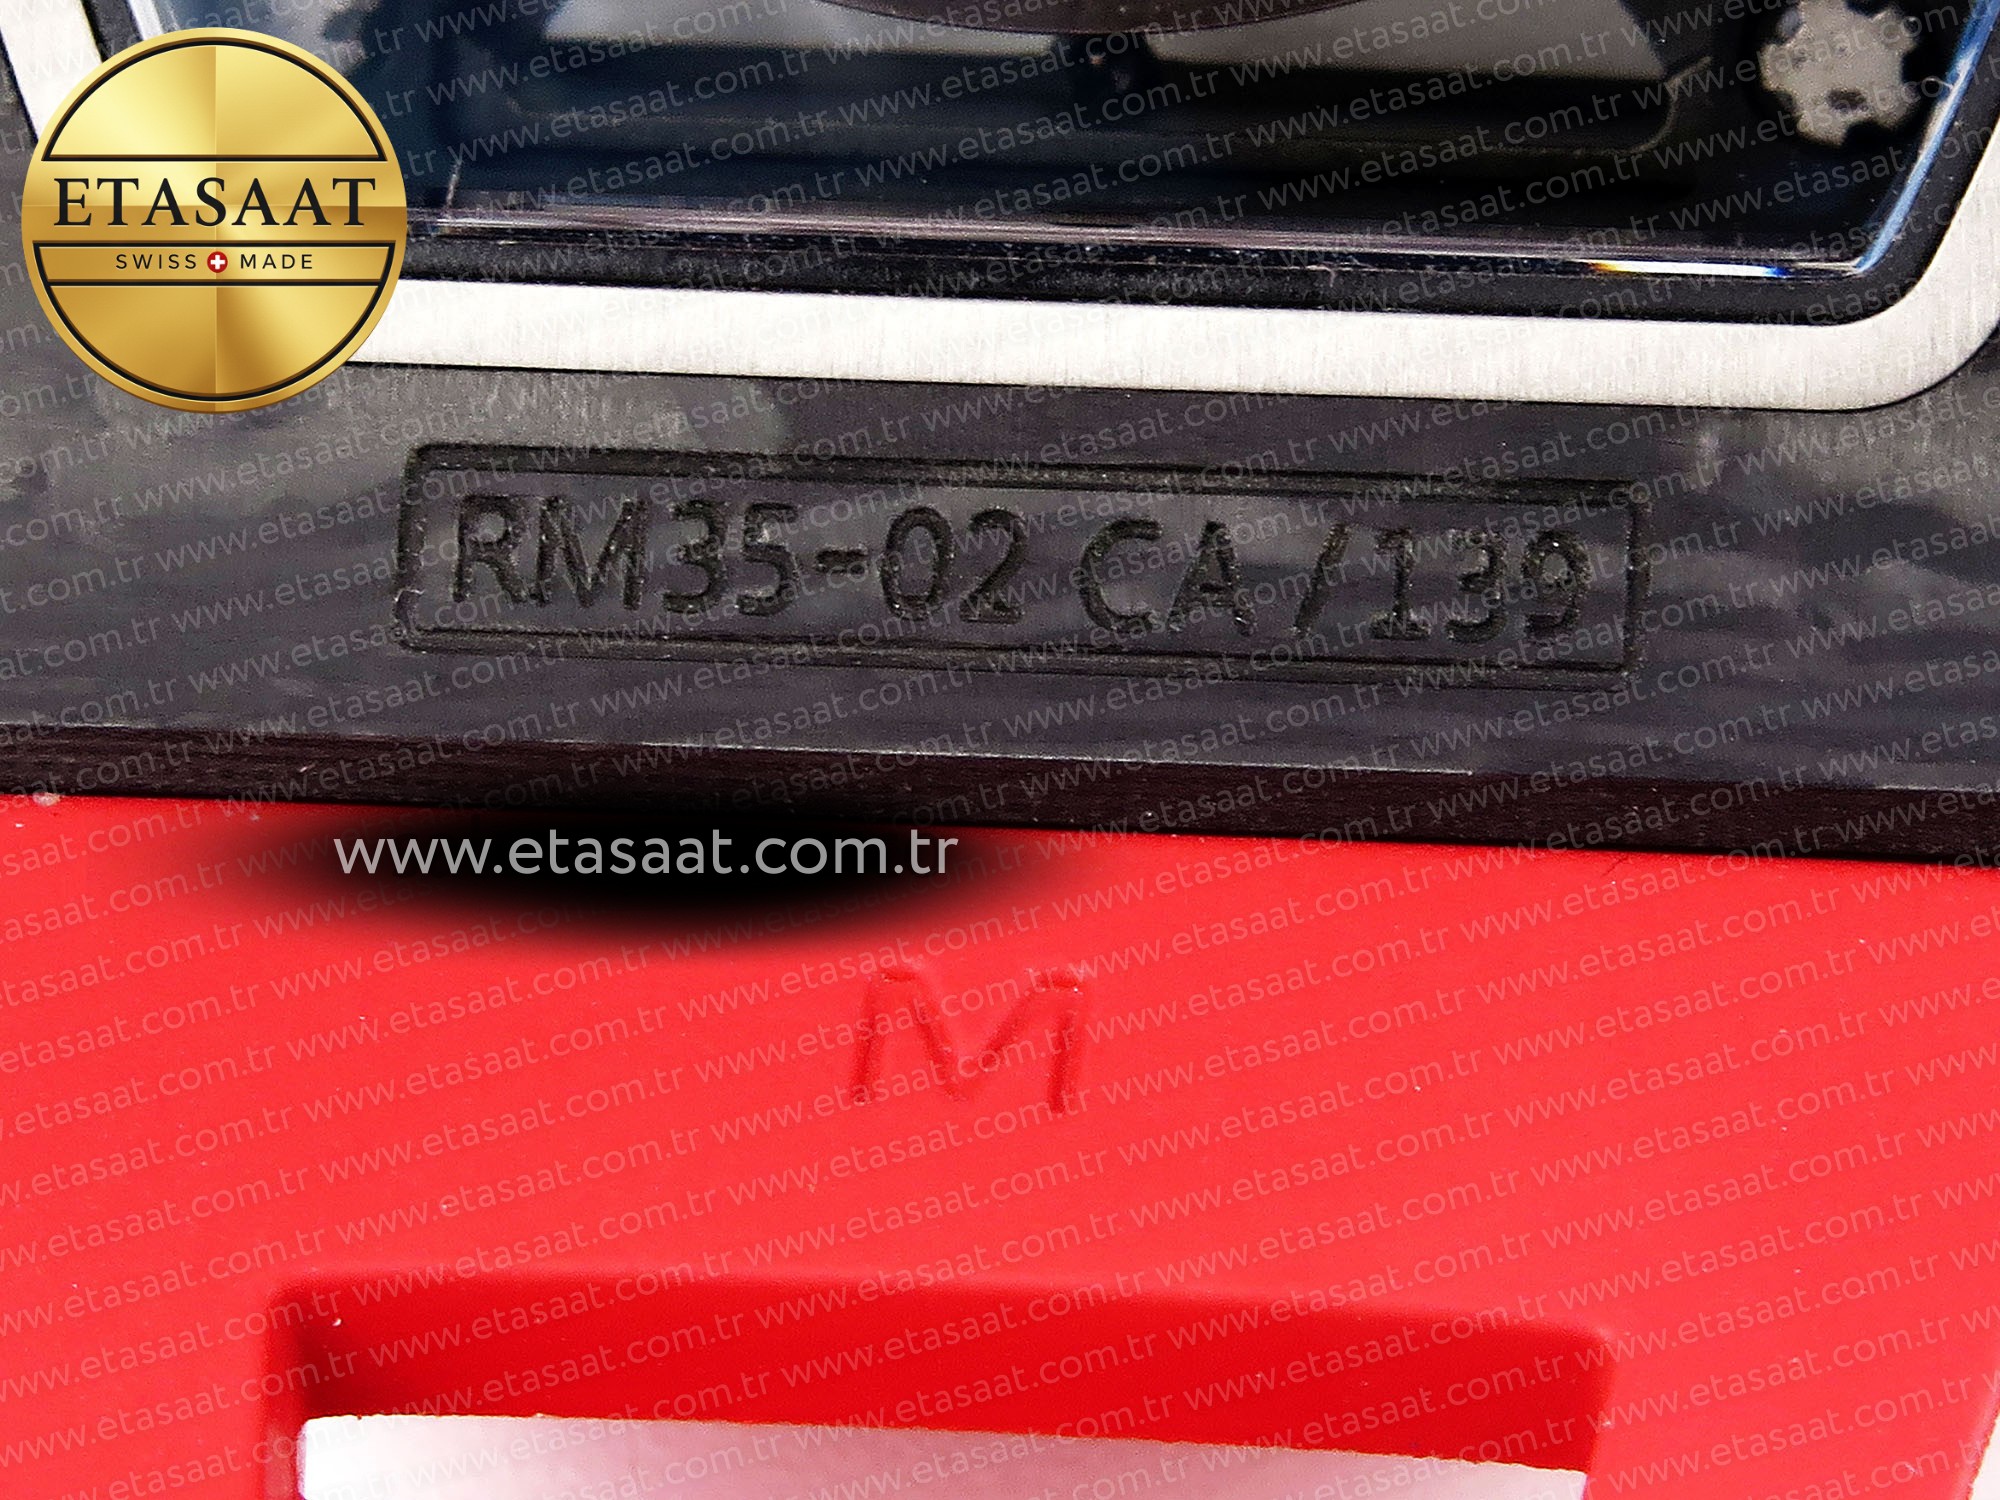 ETASAAT
SWISS MADE
RM35-02 CA /139
www.etasaat.com.tr
M